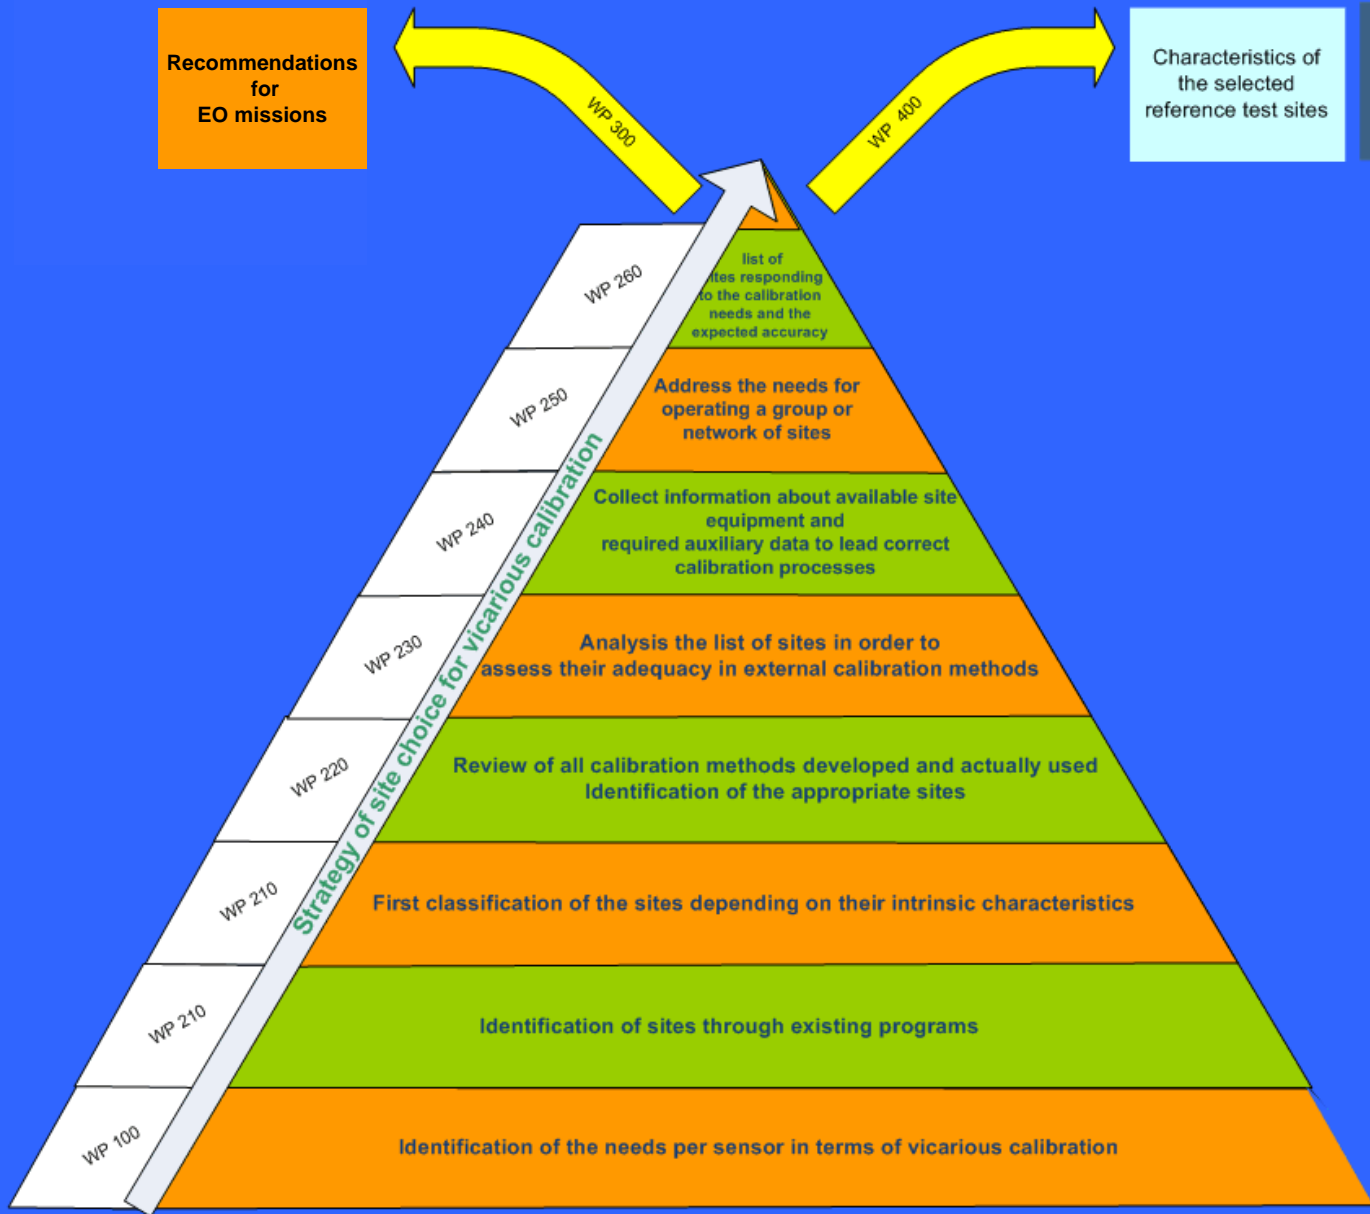 Recommendations
for
EO missions
WP 300
WP 400
Characteristics of
the selected
reference test sites
WP 260
list of
ites responding
to the calibration
needs and the
expected accuracy
WP 250
Address the needs for
operating a group or
network of sites
WP 240
Collect information about available site
equipment and
required auxiliary data to lead correct
calibration processes
WP 230
Analysis the list of sites in order to
assess their adequacy in external calibration methods
WP 220
Review of all calibration methods developed and actually used
Identification of the appropriate sites
WP 210
First classification of the sites depending on their intrinsic characteristics
WP 210
Identification of sites through existing programs
WP 100
Identification of the needs per sensor in terms of vicarious calibration
Strategy of site choice for vicarious calibration